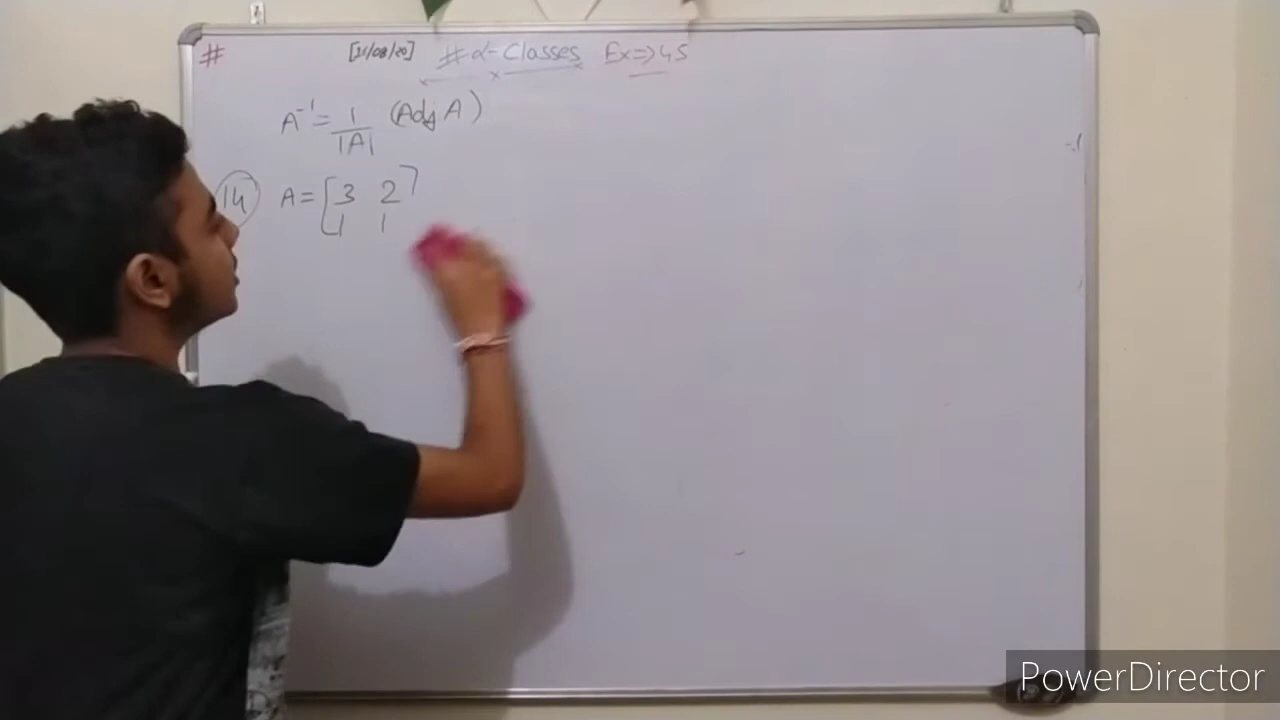 # [11/08/20] # α-Classes Ex=>4.5
A⁻¹ = 1/|A| (Adj A)
14 A = [3 2
1 1
PowerDirector